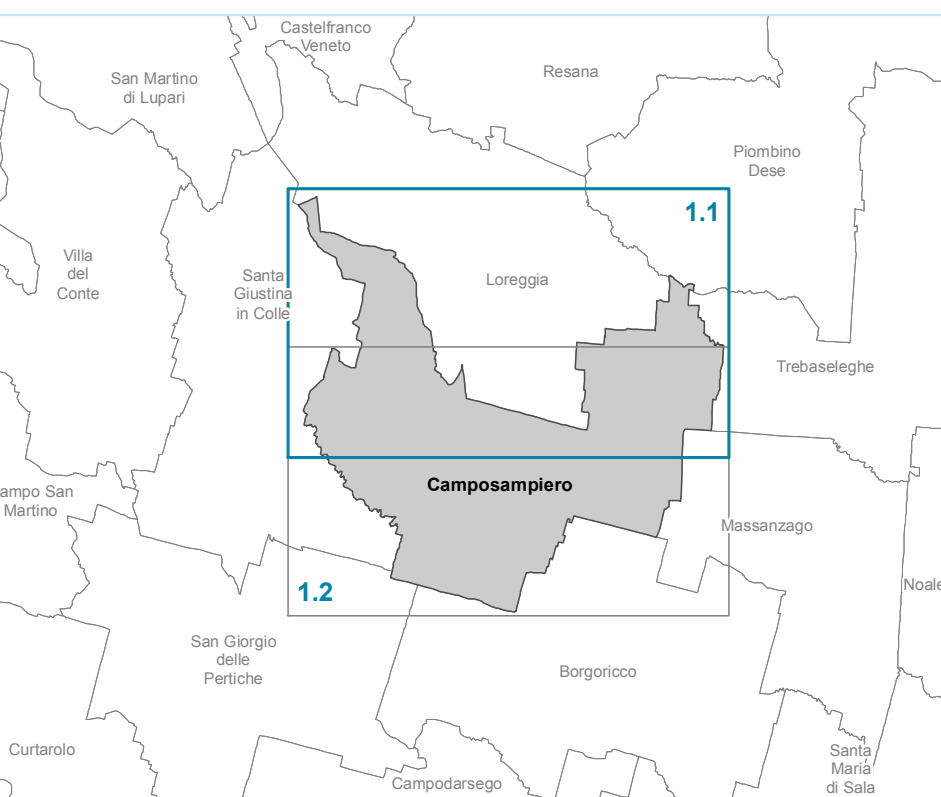 Castelfranco
Veneto
San Martino
di Lupari
Resana
Piombino
Dese
1.1
Villa
del
Conte
Santa
Giustina
in Colle
Loreggia
Trebaseleghe
Camposampiero
ampo San
Martino
Massanzago
1.2
Noale
San Giorgio
delle
Pertiche
Borgoricco
Curtarolo
Campodarsego
Santa
Maria
di Sala